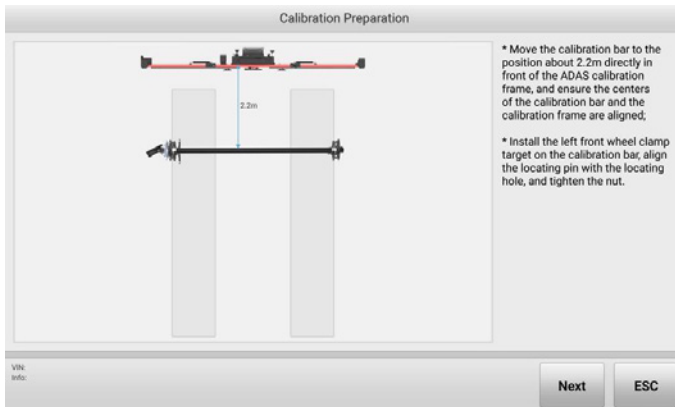 Calibration Preparation
* Move the calibration bar to the
position about 2.2m directly in
front of the ADAS calibration
frame, and ensure the centers
of the calibration bar and the
calibration frame are aligned;
* Install the left front wheel clamp
target on the calibration bar, align
the locating pin with the locating
hole, and tighten the nut.
2.2m
VIN:
Info:
Next
ESC